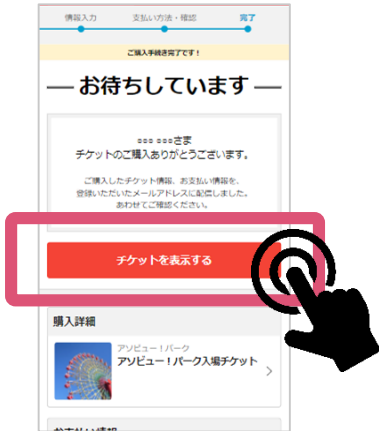 情報入力
支払い方法・確認
完了
ご購入手続き完了です！
お待ちしています
○○○ ○○○さま
チケットのご購入ありがとうございます。
ご購入したチケット情報、お支払い情報を、
登録いただいたメールアドレスに配信しました。
あわせてご確認ください。
チケットを表示する
購入詳細
アソビュー！パーク
アソビュー！パーク入場チケット